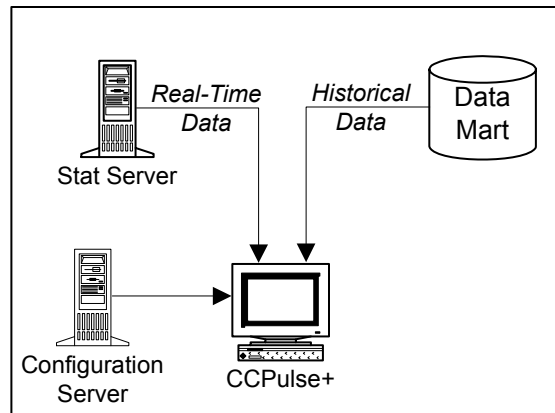 Real-Time
Data
Historical
Data
Data
Mart
Stat Server
Configuration
Server
CCPulse+